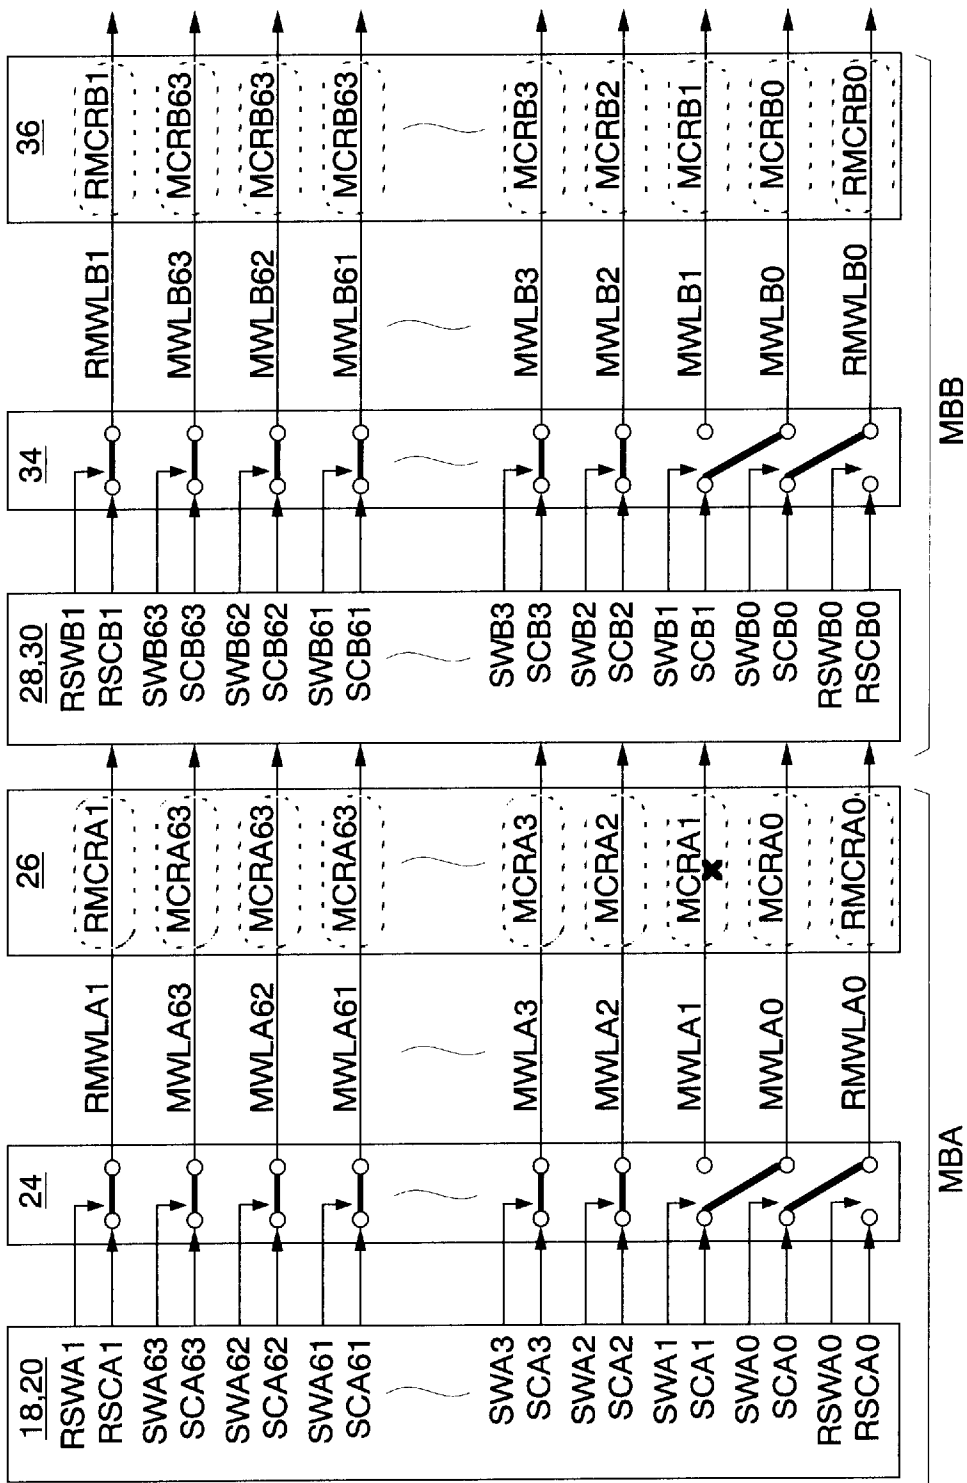 18,20
RSWA1
RSCA1
SWA63
SCA63
SWA62
SCA62
SWA61
SCA61
SWA3
SCA3
SWA2
SCA2
SWA1
SCA1
SWA0
SCA0
RSWA0
RSCA0
24
RMWLA1
MWLA63
MWLA62
MWLA61
MWLA3
MWLA2
MWLA1
MWLA0
RMWLA0
26
RMCRA1
MCRA63
MCRA63
MCRA63
MCRA3
MCRA2
MCRA1
MCRA0
RMCRA0
MBA
28,30
RSWB1
RSCB1
SWB63
SCB63
SWB62
SCB62
SWB61
SCB61
SWB3
SCB3
SWB2
SCB2
SWB1
SCB1
SWB0
SCB0
RSWB0
RSCB0
34
RMWLB1
MWLB63
MWLB62
MWLB61
MWLB3
MWLB2
MWLB1
MWLB0
RMWLB0
36
RMCRB1
MCRB63
MCRB63
MCRB63
MCRB3
MCRB2
MCRB1
MCRB0
RMCRB0
MBB